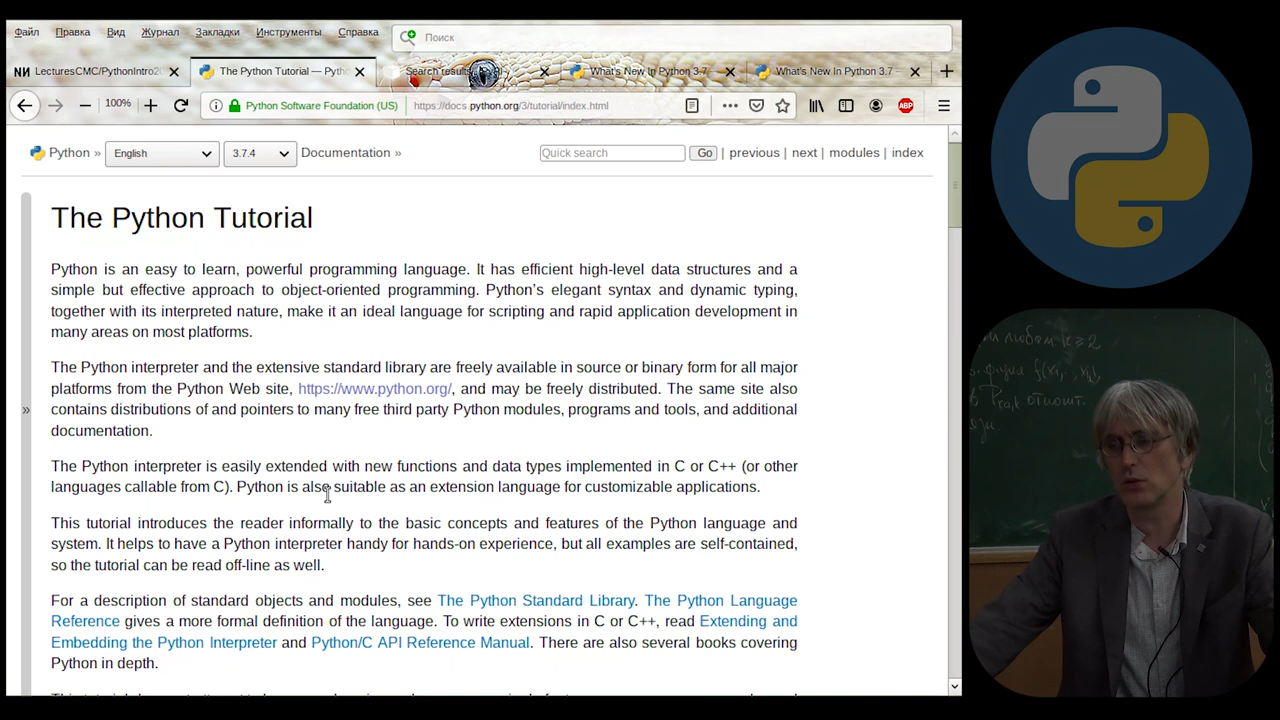 Файл Правка Вид Журнал Закладки Инструменты Справка Поиск
LecturesCMC/PythonIntro20 The Python Tutorial — Pytho Search results What's New In Python 3.7 — What's New In Python 3.7 —
100% Python Software Foundation (US) https://docs.python.org/3/tutorial/index.html ABP
Python » English 3.7.4 Documentation » Quick search Go | previous | next | modules | index
The Python Tutorial
Python is an easy to learn, powerful programming language. It has efficient high-level data structures and a
simple but effective approach to object-oriented programming. Python’s elegant syntax and dynamic typing,
together with its interpreted nature, make it an ideal language for scripting and rapid application development in
many areas on most platforms.
The Python interpreter and the extensive standard library are freely available in source or binary form for all major
platforms from the Python Web site, https://www.python.org/, and may be freely distributed. The same site also
contains distributions of and pointers to many free third party Python modules, programs and tools, and additional
documentation.
»
The Python interpreter is easily extended with new functions and data types implemented in C or C++ (or other
languages callable from C). Python is also suitable as an extension language for customizable applications.
This tutorial introduces the reader informally to the basic concepts and features of the Python language and
system. It helps to have a Python interpreter handy for hands-on experience, but all examples are self-contained,
so the tutorial can be read off-line as well.
For a description of standard objects and modules, see The Python Standard Library. The Python Language
Reference gives a more formal definition of the language. To write extensions in C or C++, read Extending and
Embedding the Python Interpreter and Python/C API Reference Manual. There are also several books covering
Python in depth.
любом k ⩾ 2